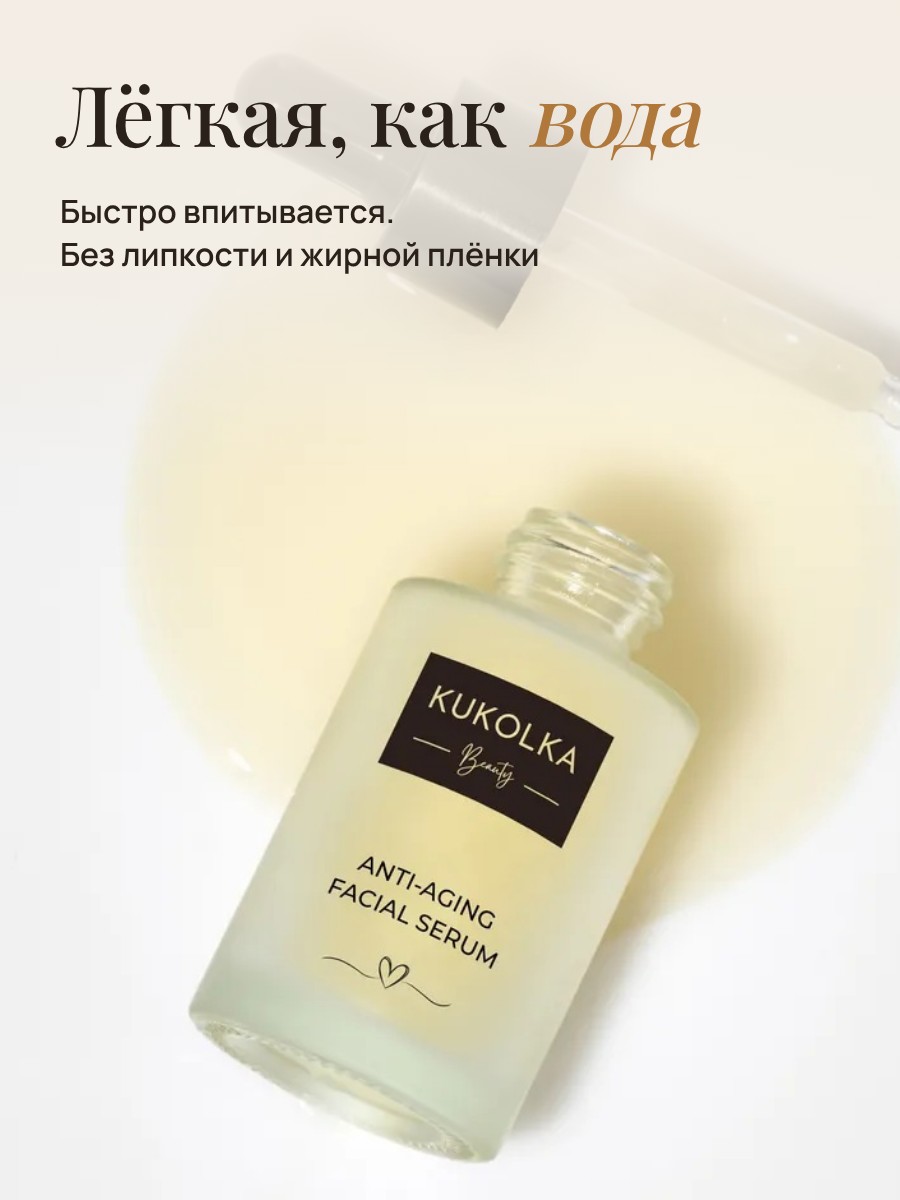 Лёгкая, как вода
Быстро впитывается.
Без липкости и жирной плёнки
KUKOLKA
Beauty
ANTI-AGING
FACIAL SERUM